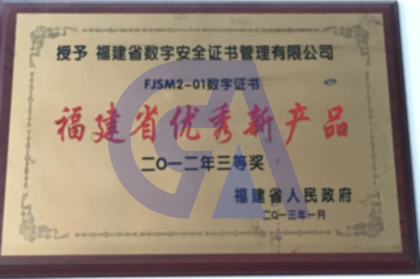 授予 福建省数字安全证书管理有限公司
FJSM2-01数字证书
福建省优秀新产品
二〇一二年三等奖
福建省人民政府
二〇一三年一月